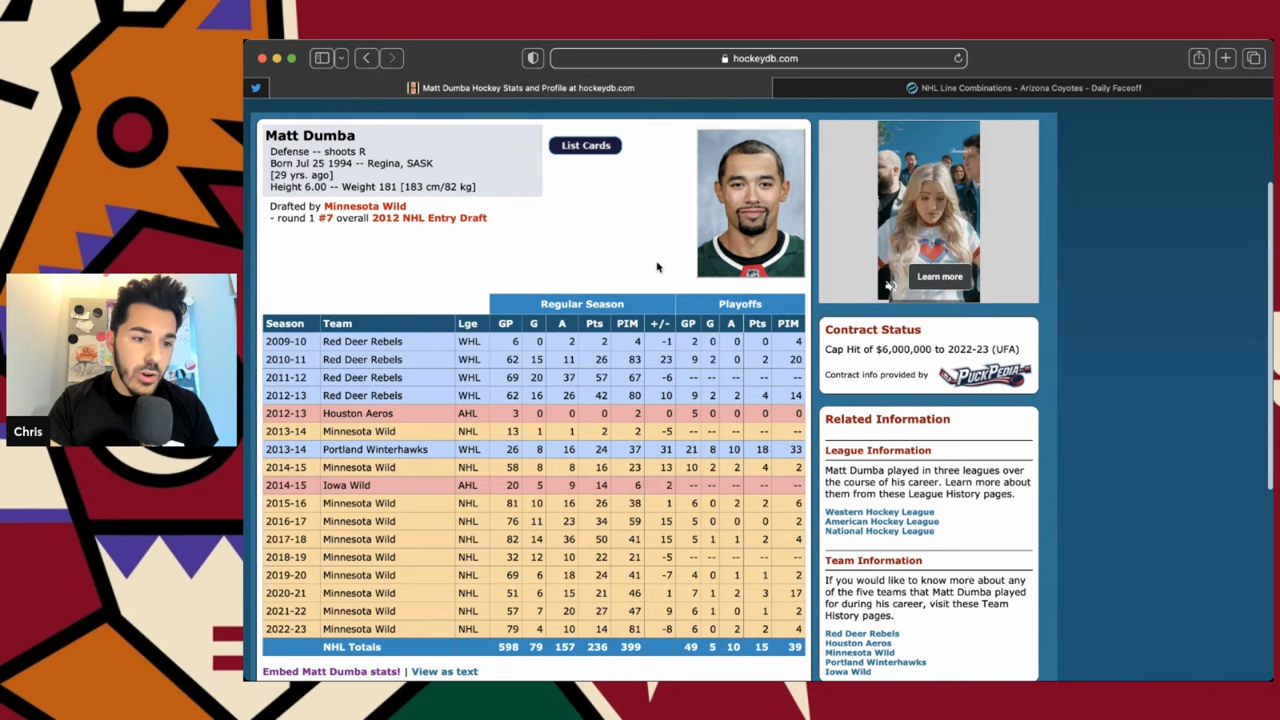 hockeydb.com
Matt Dumba Hockey Stats and Profile at hockeydb.com
NHL Line Combinations - Arizona Coyotes - Daily Faceoff
Matt Dumba
Defense -- shoots R
Born Jul 25 1994 -- Regina, SASK
[29 yrs. ago]
Height 6.00 -- Weight 181 [183 cm/82 kg]
List Cards
Drafted by Minnesota Wild
- round 1 #7 overall 2012 NHL Entry Draft
Learn more
Regular Season Playoffs
Season Team Lge GP G A Pts PIM +/- GP G A Pts PIM
2009-10 Red Deer Rebels WHL 6 0 2 2 4 -1 2 0 0 0 4
2010-11 Red Deer Rebels WHL 62 15 11 26 83 23 9 2 0 2 20
2011-12 Red Deer Rebels WHL 69 20 37 57 67 -6 -- -- -- -- --
2012-13 Red Deer Rebels WHL 62 16 26 42 80 10 9 2 2 4 14
2012-13 Houston Aeros AHL 3 0 0 0 2 0 5 0 0 0 0
2013-14 Minnesota Wild NHL 13 1 1 2 2 -5 -- -- -- -- --
2013-14 Portland Winterhawks WHL 26 8 16 24 37 31 21 8 10 18 33
2014-15 Minnesota Wild NHL 58 8 8 16 23 13 10 2 2 4 2
2014-15 Iowa Wild AHL 20 5 9 14 6 2 -- -- -- -- --
2015-16 Minnesota Wild NHL 81 10 16 26 38 1 6 0 2 2 6
2016-17 Minnesota Wild NHL 76 11 23 34 59 15 5 0 0 0 2
2017-18 Minnesota Wild NHL 82 14 36 50 41 15 5 1 1 2 4
2018-19 Minnesota Wild NHL 32 12 10 22 21 -5 -- -- -- -- --
2019-20 Minnesota Wild NHL 69 6 18 24 41 -7 4 0 1 1 2
2020-21 Minnesota Wild NHL 51 6 15 21 46 1 7 1 2 3 17
2021-22 Minnesota Wild NHL 57 7 20 27 47 9 6 1 0 1 2
2022-23 Minnesota Wild NHL 79 4 10 14 81 -8 6 0 2 2 4
NHL Totals 598 79 157 236 399 49 5 10 15 39
Embed Matt Dumba stats! | View as text
Contract Status
Cap Hit of $6,000,000 to 2022-23 (UFA)
Contract info provided by PUCKPEDIA
Related Information
League Information
Matt Dumba played in three leagues over
the course of his career. Learn more about
them from these League History pages.
Western Hockey League
American Hockey League
National Hockey League
Team Information
If you would like to know more about any
of the five teams that Matt Dumba played
for during his career, visit these Team
History pages.
Red Deer Rebels
Houston Aeros
Minnesota Wild
Portland Winterhawks
Iowa Wild
Chris